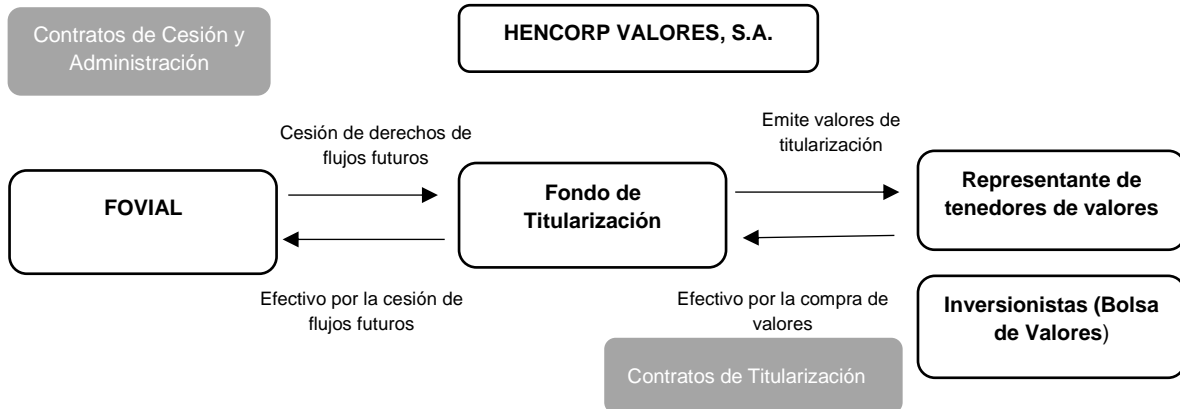 Contratos de Cesión y
Administración
HENCORP VALORES, S.A.
Cesión de derechos de
flujos futuros
Emite valores de
titularización
FOVIAL
Fondo de
Titularización
Representante de
tenedores de valores
Efectivo por la cesión de
flujos futuros
Efectivo por la compra de
valores
Inversionistas (Bolsa
de Valores)
Contratos de Titularización